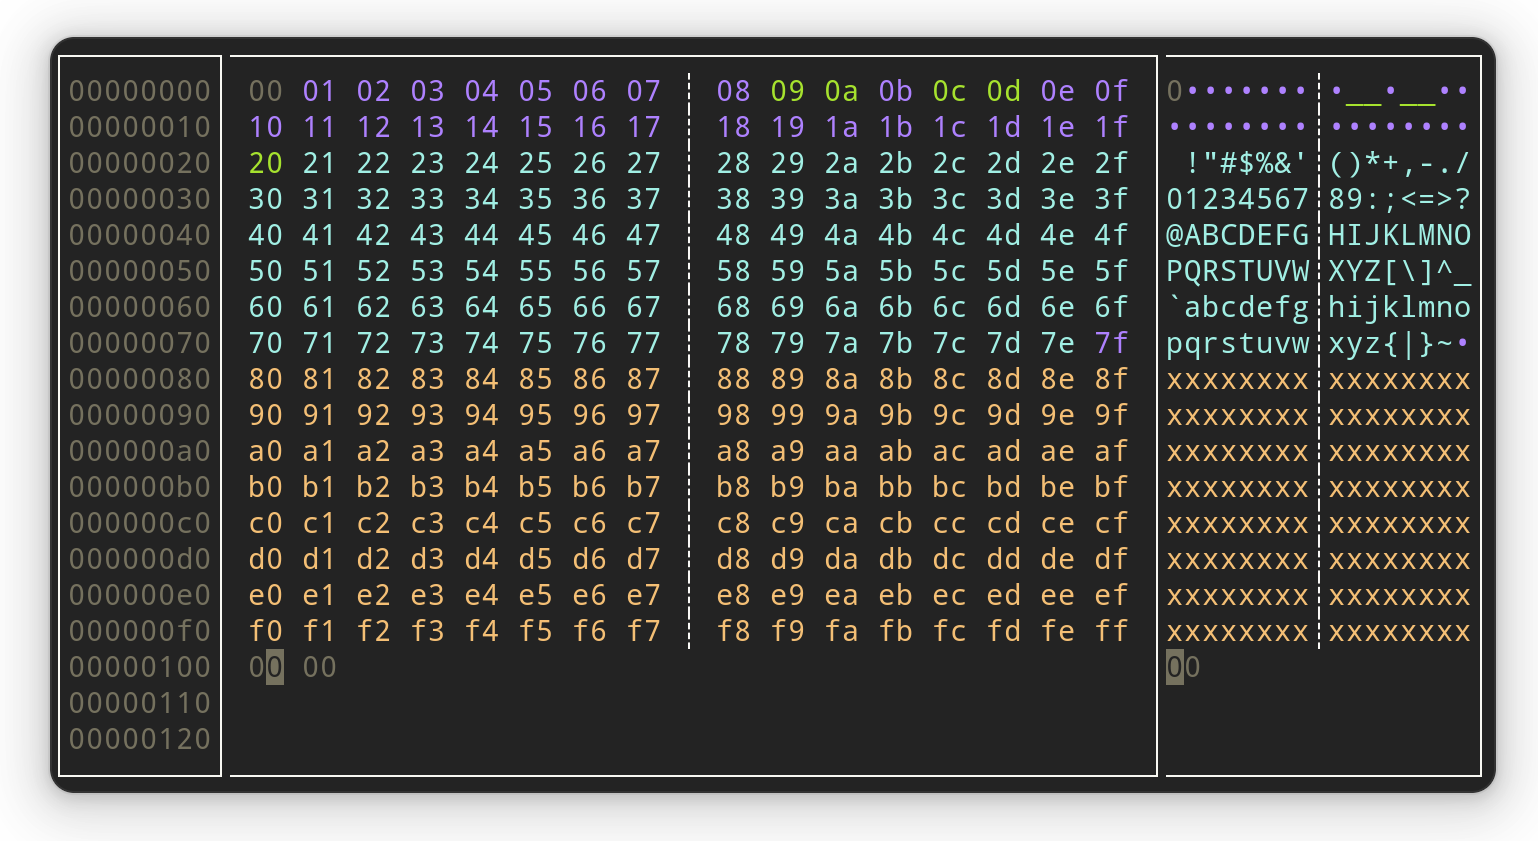 00000000 00 01 02 03 04 05 06 07 08 09 0a 0b 0c 0d 0e 0f 0••••••• •__•__••
00000010 10 11 12 13 14 15 16 17 18 19 1a 1b 1c 1d 1e 1f •••••••• ••••••••
00000020 20 21 22 23 24 25 26 27 28 29 2a 2b 2c 2d 2e 2f  !"#$%&' ()*+,-./
00000030 30 31 32 33 34 35 36 37 38 39 3a 3b 3c 3d 3e 3f 01234567 89:;<=>?
00000040 40 41 42 43 44 45 46 47 48 49 4a 4b 4c 4d 4e 4f @ABCDEFG HIJKLMNO
00000050 50 51 52 53 54 55 56 57 58 59 5a 5b 5c 5d 5e 5f PQRSTUVW XYZ[\]^_
00000060 60 61 62 63 64 65 66 67 68 69 6a 6b 6c 6d 6e 6f `abcdefg hijklmno
00000070 70 71 72 73 74 75 76 77 78 79 7a 7b 7c 7d 7e 7f pqrstuvw xyz{|}~•
00000080 80 81 82 83 84 85 86 87 88 89 8a 8b 8c 8d 8e 8f xxxxxxxx xxxxxxxx
00000090 90 91 92 93 94 95 96 97 98 99 9a 9b 9c 9d 9e 9f xxxxxxxx xxxxxxxx
000000a0 a0 a1 a2 a3 a4 a5 a6 a7 a8 a9 aa ab ac ad ae af xxxxxxxx xxxxxxxx
000000b0 b0 b1 b2 b3 b4 b5 b6 b7 b8 b9 ba bb bc bd be bf xxxxxxxx xxxxxxxx
000000c0 c0 c1 c2 c3 c4 c5 c6 c7 c8 c9 ca cb cc cd ce cf xxxxxxxx xxxxxxxx
000000d0 d0 d1 d2 d3 d4 d5 d6 d7 d8 d9 da db dc dd de df xxxxxxxx xxxxxxxx
000000e0 e0 e1 e2 e3 e4 e5 e6 e7 e8 e9 ea eb ec ed ee ef xxxxxxxx xxxxxxxx
000000f0 f0 f1 f2 f3 f4 f5 f6 f7 f8 f9 fa fb fc fd fe ff xxxxxxxx xxxxxxxx
00000100 00 00 00
00000110
00000120